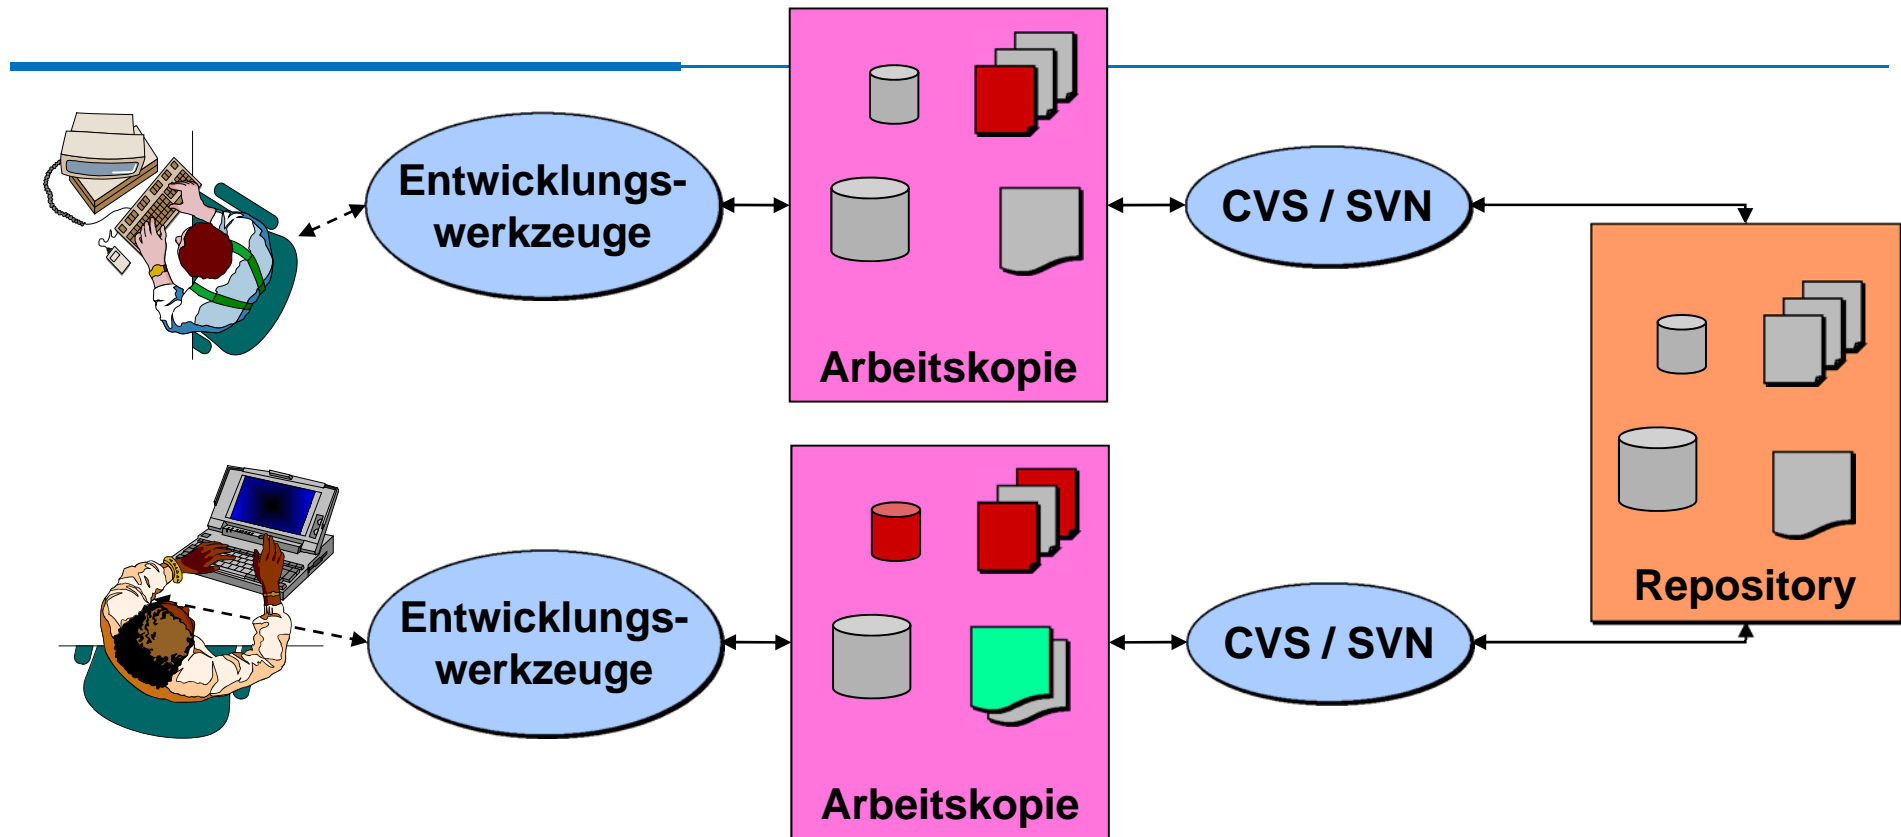 Entwicklungs-
werkzeuge
Arbeitskopie
CVS / SVN
Repository
Entwicklungs-
werkzeuge
Arbeitskopie
CVS / SVN